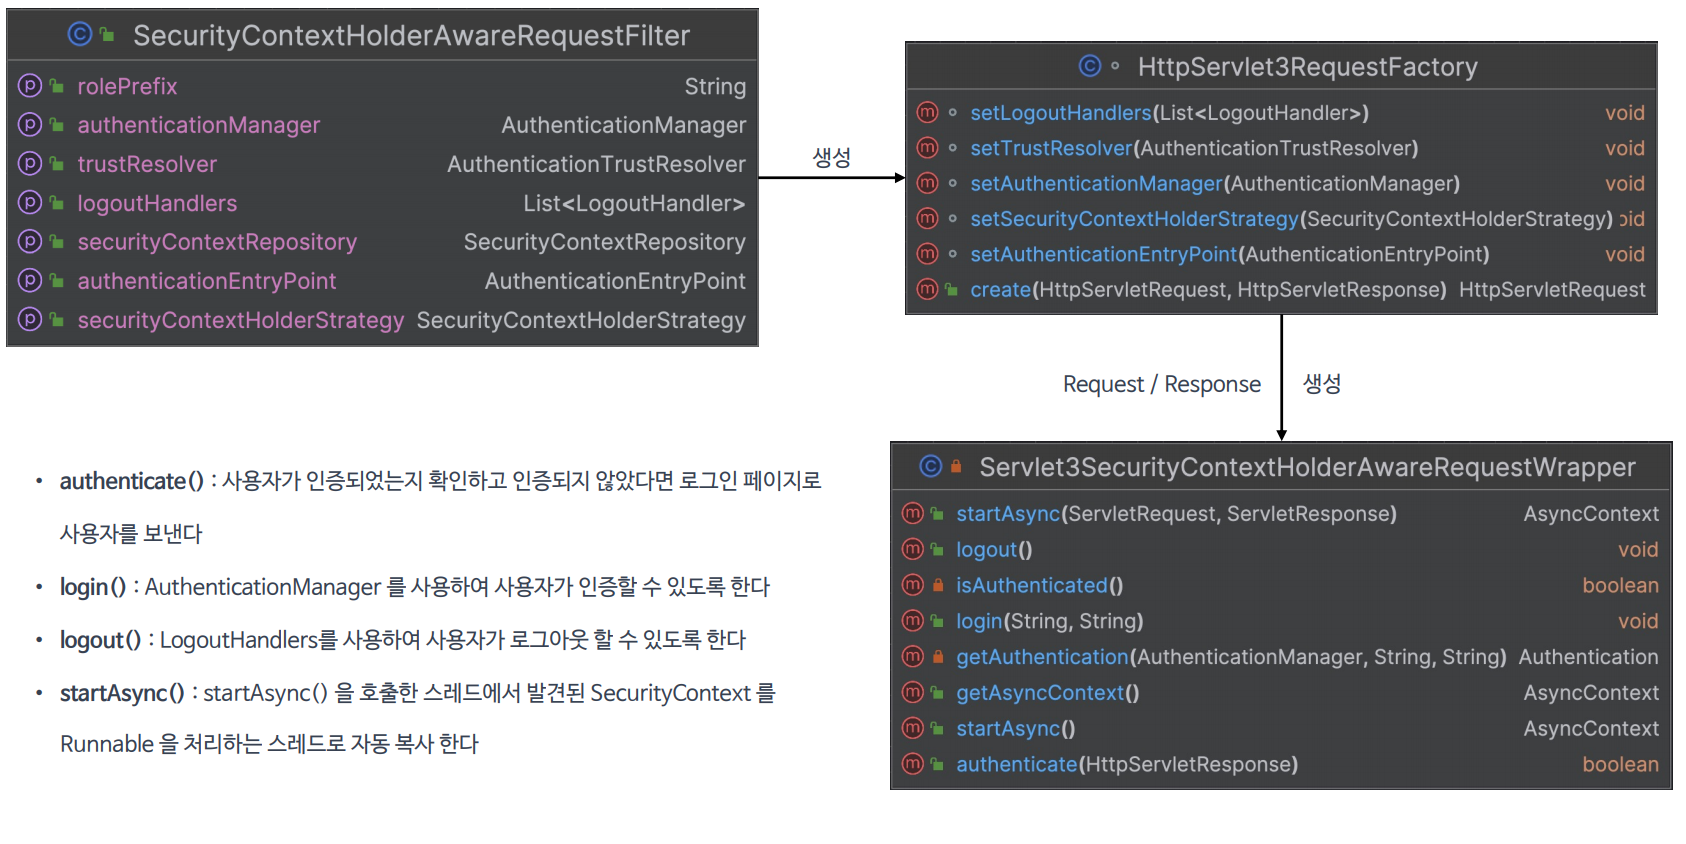 SecurityContextHolderAwareRequestFilter
rolePrefix String
authenticationManager AuthenticationManager
trustResolver AuthenticationTrustResolver
logoutHandlers List<LogoutHandler>
securityContextRepository SecurityContextRepository
authenticationEntryPoint AuthenticationEntryPoint
securityContextHolderStrategy SecurityContextHolderStrategy
생성
HttpServlet3RequestFactory
setLogoutHandlers(List<LogoutHandler>) void
setTrustResolver(AuthenticationTrustResolver) void
setAuthenticationManager(AuthenticationManager) void
setSecurityContextHolderStrategy(SecurityContextHolderStrategy) oid
setAuthenticationEntryPoint(AuthenticationEntryPoint) void
create(HttpServletRequest, HttpServletResponse) HttpServletRequest
Request / Response 생성
Servlet3SecurityContextHolderAwareRequestWrapper
startAsync(ServletRequest, ServletResponse) AsyncContext
logout() void
isAuthenticated() boolean
login(String, String) void
getAuthentication(AuthenticationManager, String, String) Authentication
getAsyncContext() AsyncContext
startAsync() AsyncContext
authenticate(HttpServletResponse) boolean
• authenticate() : 사용자가 인증되었는지 확인하고 인증되지 않았다면 로그인 페이지로
사용자를 보낸다
• login() : AuthenticationManager 를 사용하여 사용자가 인증할 수 있도록 한다
• logout() : LogoutHandlers를 사용하여 사용자가 로그아웃 할 수 있도록 한다
• startAsync() : startAsync() 을 호출한 스레드에서 발견된 SecurityContext 를
Runnable 을 처리하는 스레드로 자동 복사 한다